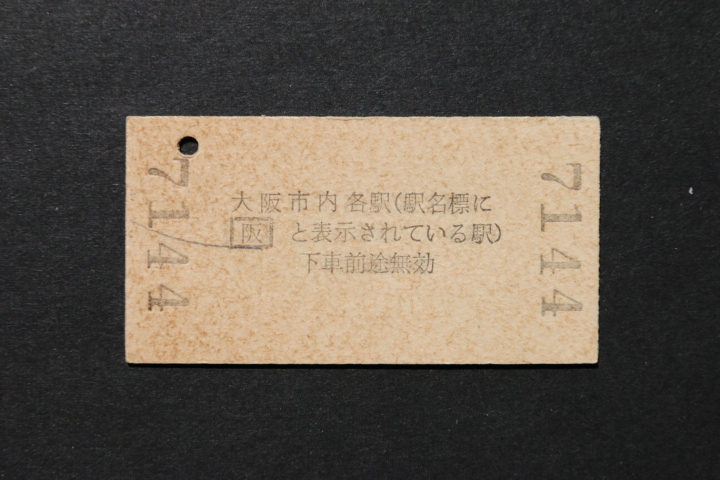 7144
大阪市内各駅(駅名標に
阪 と表示されている駅)
下車前途無効
7144